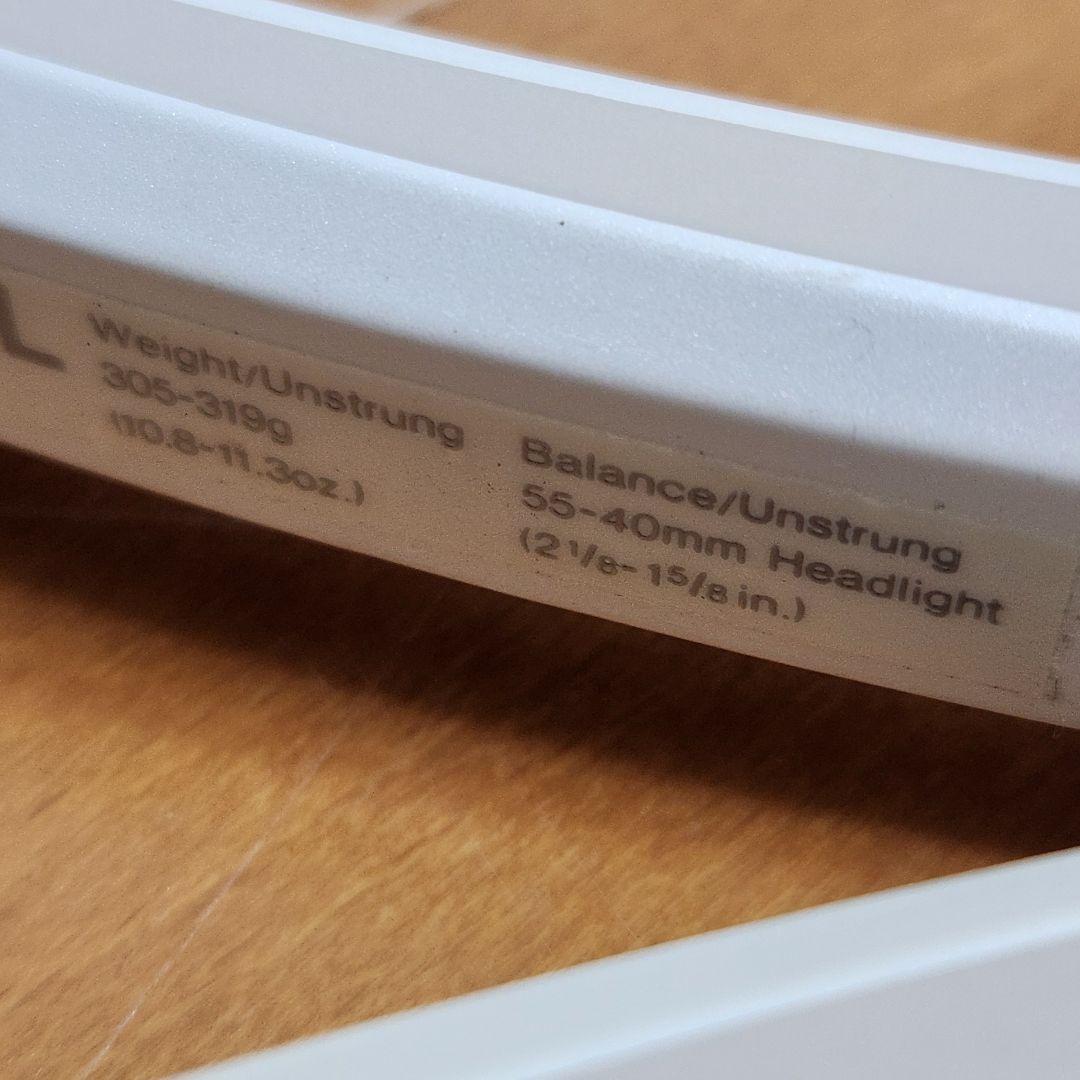 L
Weight/Unstrung
305-319g
(10.8-11.3oz.)
Balance/Unstrung
55-40mm Headlight
(2 1/8- 1 5/8 in.)